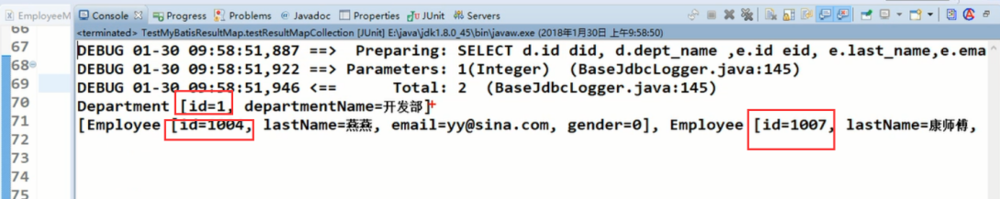 EmployeeM
Console Progress Problems Javadoc Properties JUnit Servers
<terminated> TestMyBatisResultMap.testResultMapCollection [JUnit] E:\java\jdk1.8.0_45\bin\javaw.exe (2018年1月30日 上午9:58:50)
66
67
68
69
70
71
72
73
74
75
DEBUG 01-30 09:58:51,887 ==>  Preparing: SELECT d.id did, d.dept_name ,e.id eid, e.last_name,e.ema
DEBUG 01-30 09:58:51,922 ==> Parameters: 1(Integer)  (BaseJdbcLogger.java:145)
DEBUG 01-30 09:58:51,946 <==      Total: 2  (BaseJdbcLogger.java:145)
Department [id=1, departmentName=开发部]
[Employee [id=1004, lastName=燕燕, email=yy@sina.com, gender=0], Employee [id=1007, lastName=康师傅,